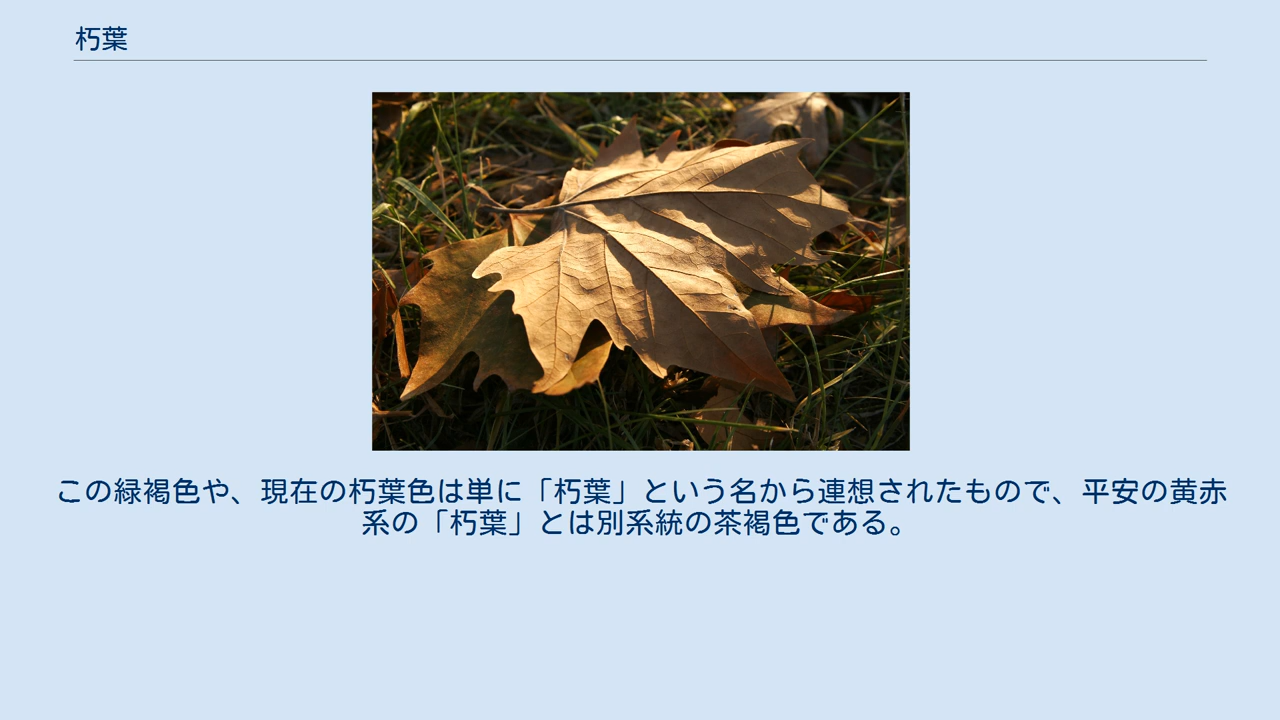 朽葉
この緑褐色や、現在の朽葉色は単に「朽葉」という名から連想されたもので、平安の黄赤
系の「朽葉」とは別系統の茶褐色である。